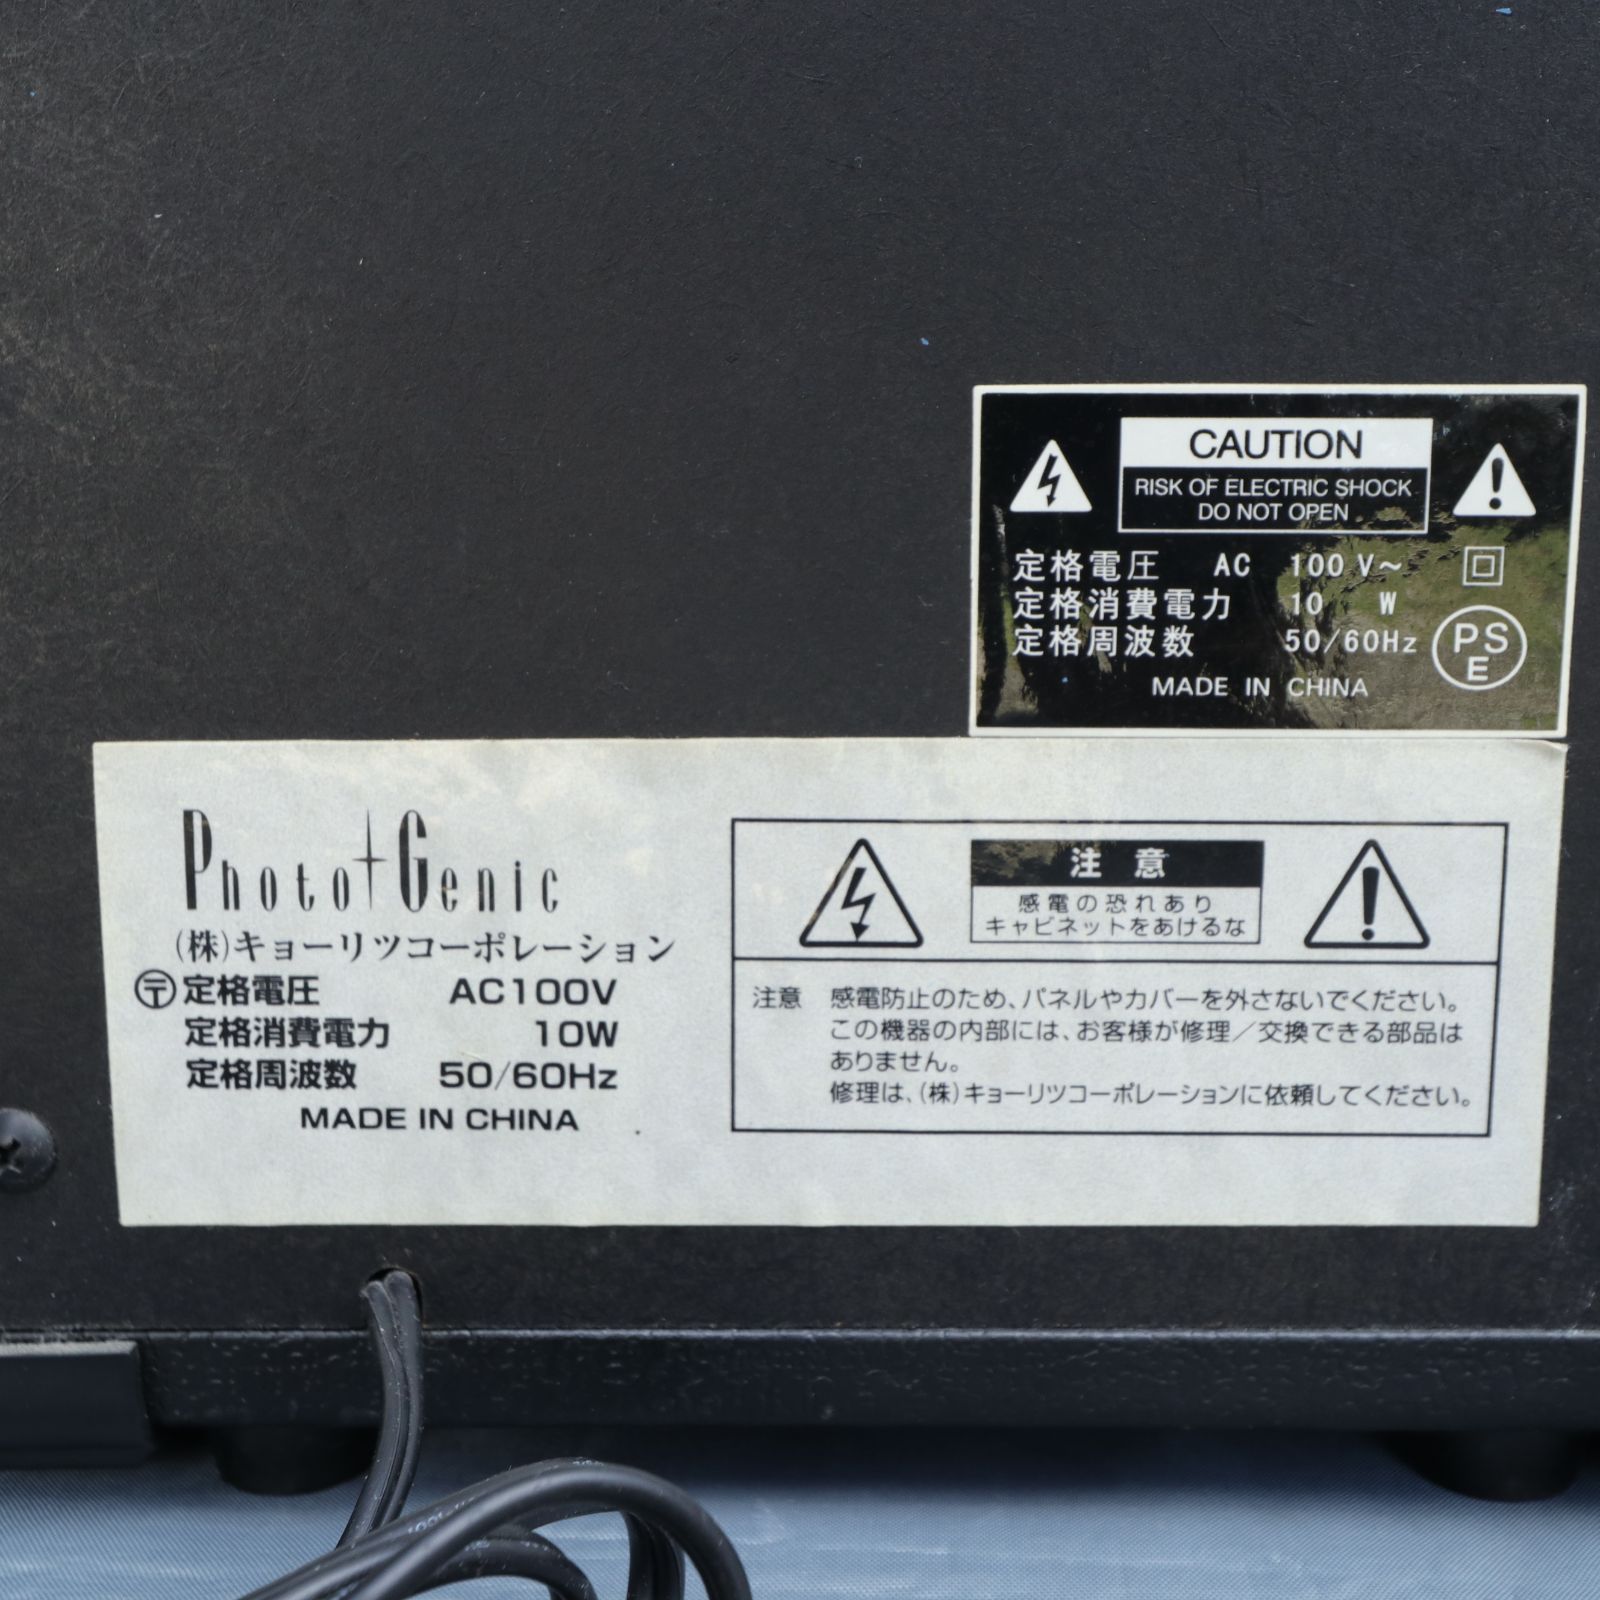 CAUTION
RISK OF ELECTRIC SHOCK
DO NOT OPEN
定格電圧 AC 100V~
定格消費電力 10 W
定格周波数 50/60Hz
PS
E
MADE IN CHINA
Photo Genic
(株)キョーリツコーポレーション
〒定格電圧 AC100V
定格消費電力 10W
定格周波数 50/60Hz
MADE IN CHINA
注意
感電の恐れあり
キャビネットをあけるな
注意 感電防止のため、パネルやカバーを外さないでください。
この機器の内部には、お客様が修理/交換できる部品は
ありません。
修理は、(株)キョーリツコーポレーションに依頼してください。